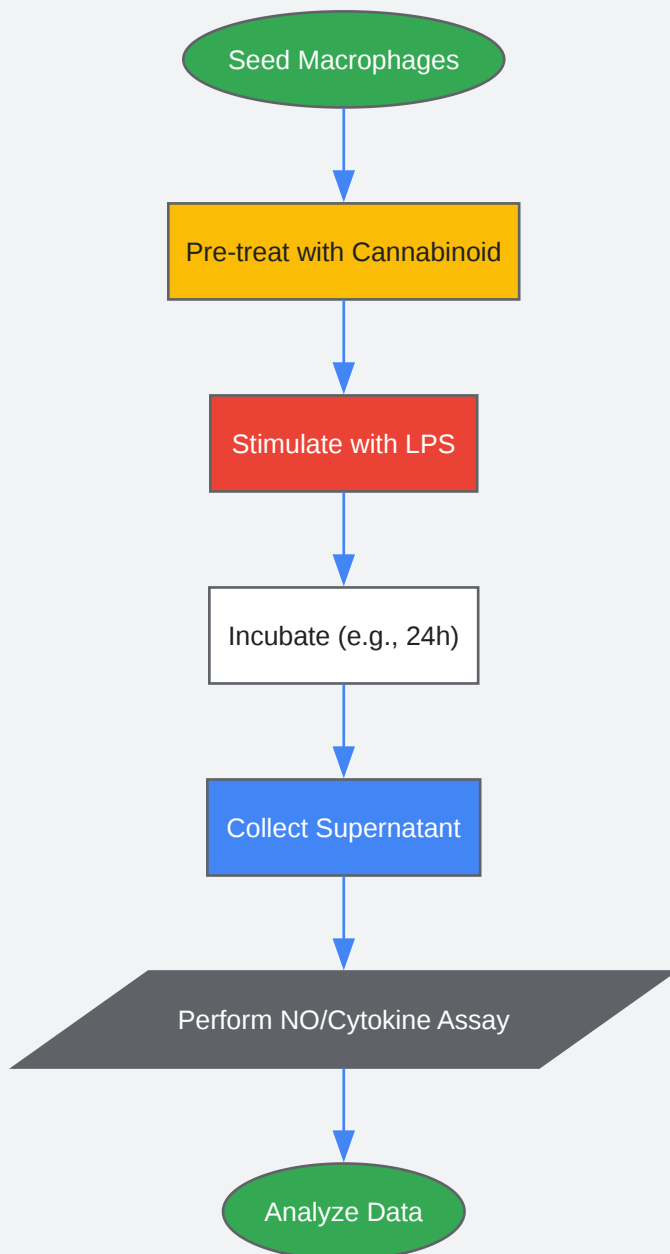 Seed Macrophages
Pre-treat with Cannabinoid
Stimulate with LPS
Incubate (e.g., 24h)
Collect Supernatant
Perform NO/Cytokine Assay
Analyze Data